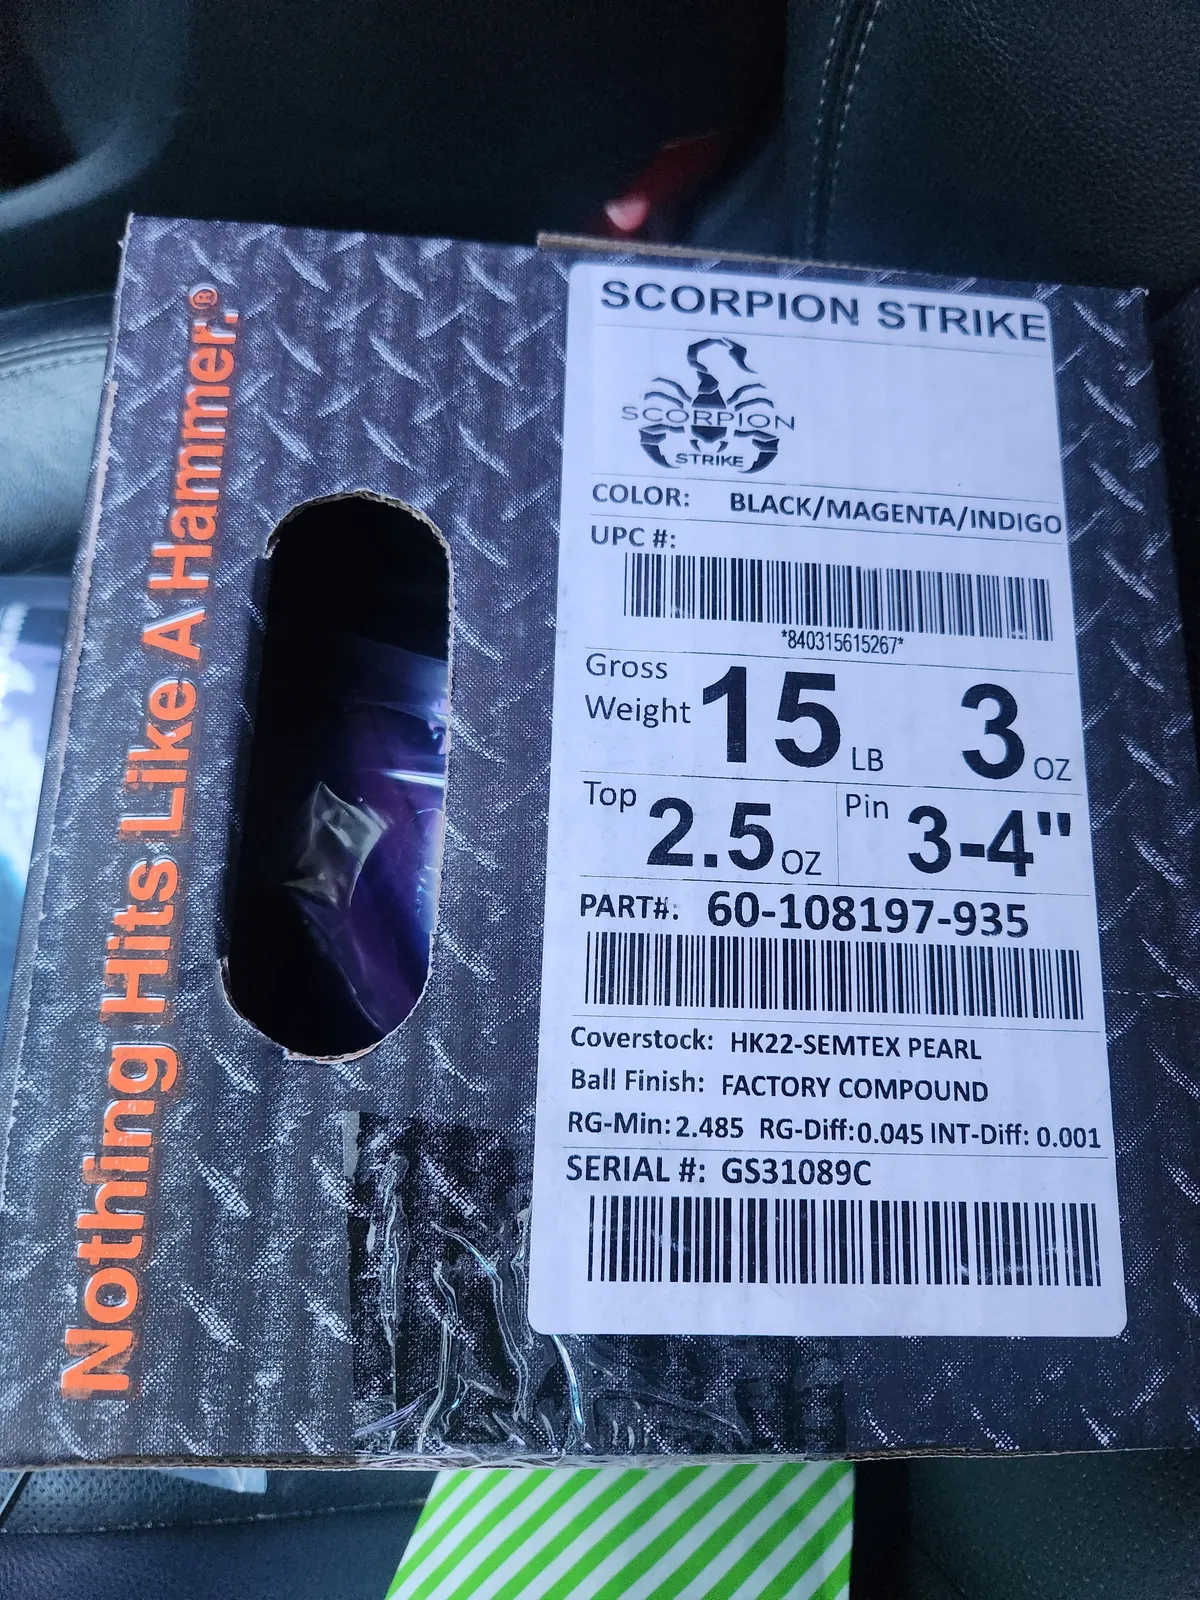 Nothing Hits Like A Hammer.®
SCORPION STRIKE
SCORPION
STRIKE
COLOR: BLACK/MAGENTA/INDIGO
UPC #:
*840315615267*
Gross Weight 15 LB 3 OZ
Top 2.5 OZ Pin 3-4"
PART#: 60-108197-935
Coverstock: HK22-SEMTEX PEARL
Ball Finish: FACTORY COMPOUND
RG-Min: 2.485 RG-Diff: 0.045 INT-Diff: 0.001
SERIAL #: GS31089C